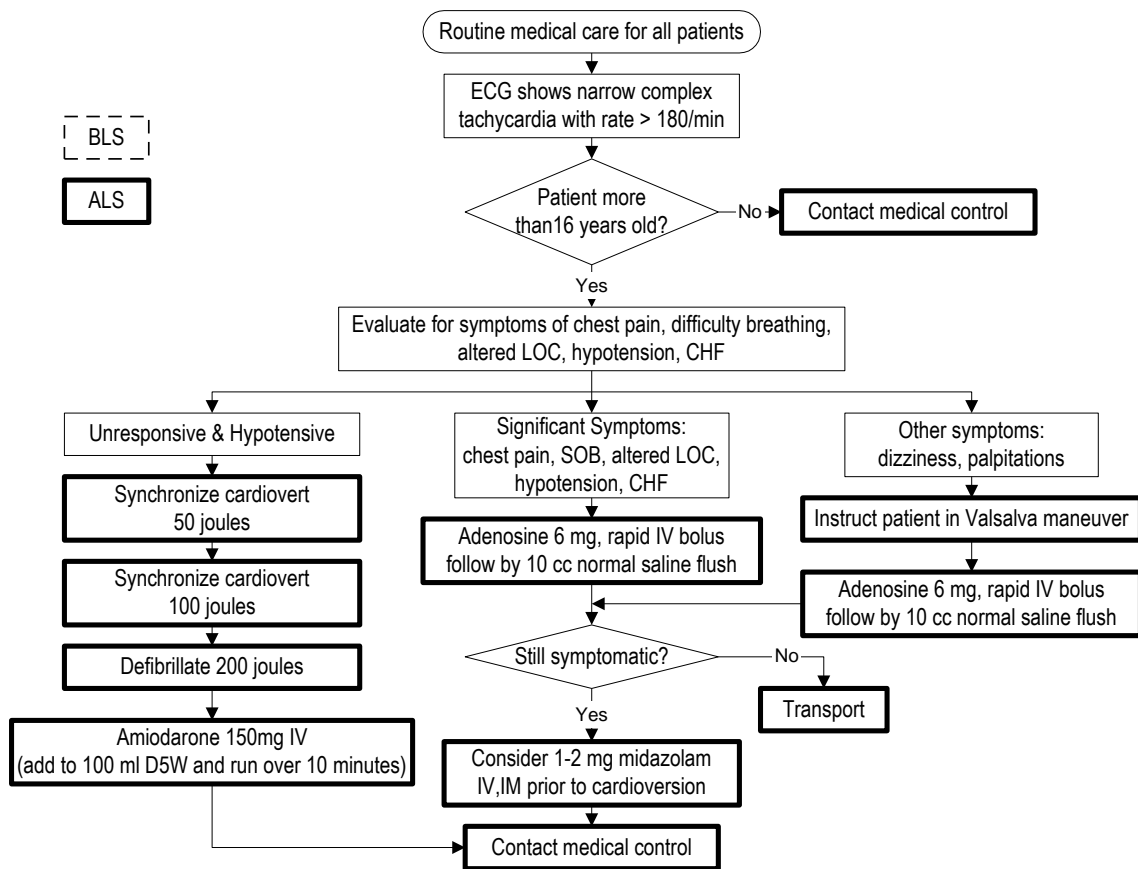 Routine medical care for all patients
ECG shows narrow complex
tachycardia with rate > 180/min
BLS
ALS
Patient more
than16 years old?
No
Contact medical control
Yes
Evaluate for symptoms of chest pain, difficulty breathing,
altered LOC, hypotension, CHF
Unresponsive & Hypotensive
Synchronize cardiovert
50 joules
Synchronize cardiovert
100 joules
Defibrillate 200 joules
Amiodarone 150mg IV
(add to 100 ml D5W and run over 10 minutes)
Significant Symptoms:
chest pain, SOB, altered LOC,
hypotension, CHF
Adenosine 6 mg, rapid IV bolus
follow by 10 cc normal saline flush
Other symptoms:
dizziness, palpitations
Instruct patient in Valsalva maneuver
Adenosine 6 mg, rapid IV bolus
follow by 10 cc normal saline flush
Still symptomatic?
No
Transport
Yes
Consider 1-2 mg midazolam
IV,IM prior to cardioversion
Contact medical control